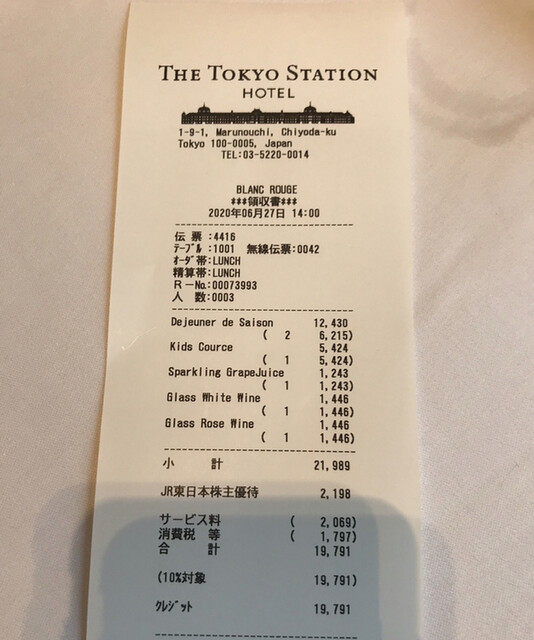 THE TOKYO STATION
HOTEL
1-9-1, Marunouchi, Chiyoda-ku
Tokyo 100-0005, Japan
TEL:03-5220-0014
BLANC ROUGE
***領収書***
2020年06月27日 14:00
伝 票 :4416
ﾃｰﾌﾞﾙ :1001 無線伝票:0042
ｵｰﾀﾞ帯:LUNCH
精算帯:LUNCH
R－No.:00073993
人 数:0003
Dejeuner de Saison 12,430
( 2 6,215)
Kids Cource 5,424
( 1 5,424)
Sparkling GrapeJuice 1,243
( 1 1,243)
Glass White Wine 1,446
( 1 1,446)
Glass Rose Wine 1,446
( 1 1,446)
小 計 21,989
JR東日本株主優待 2,198
サービス料 ( 2,069)
消費税 等 ( 1,797)
合 計 19,791
(10%対象 19,791)
ｸﾚｼﾞｯﾄ 19,791